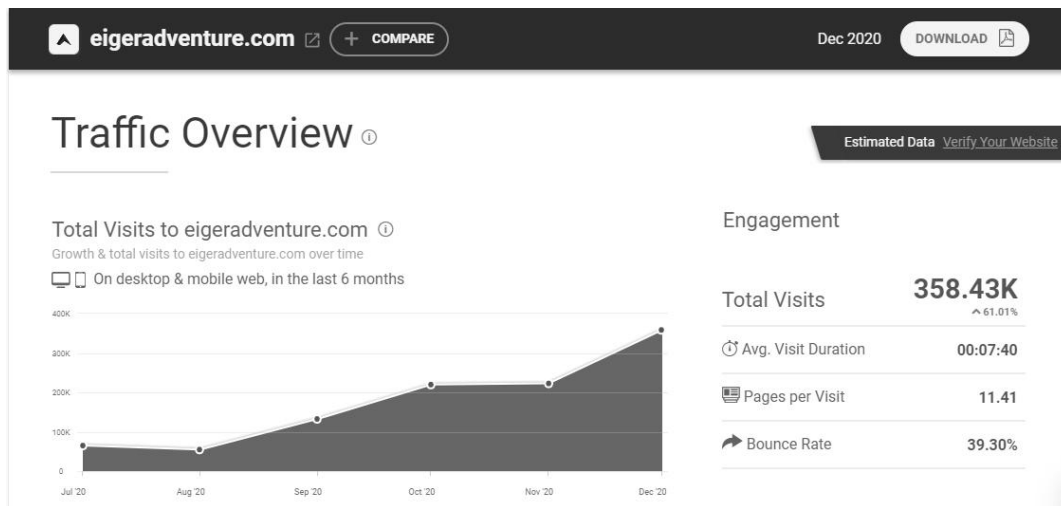 eigeradventure.com + COMPARE Dec 2020 DOWNLOAD
Traffic Overview
Estimated Data Verify Your Website
Total Visits to eigeradventure.com
Growth & total visits to eigeradventure.com over time
On desktop & mobile web, in the last 6 months
400K
300K
200K
100K
0
Jul '20 Aug '20 Sep '20 Oct '20 Nov '20 Dec '20
Engagement
Total Visits 358.43K
61.01%
Avg. Visit Duration 00:07:40
Pages per Visit 11.41
Bounce Rate 39.30%